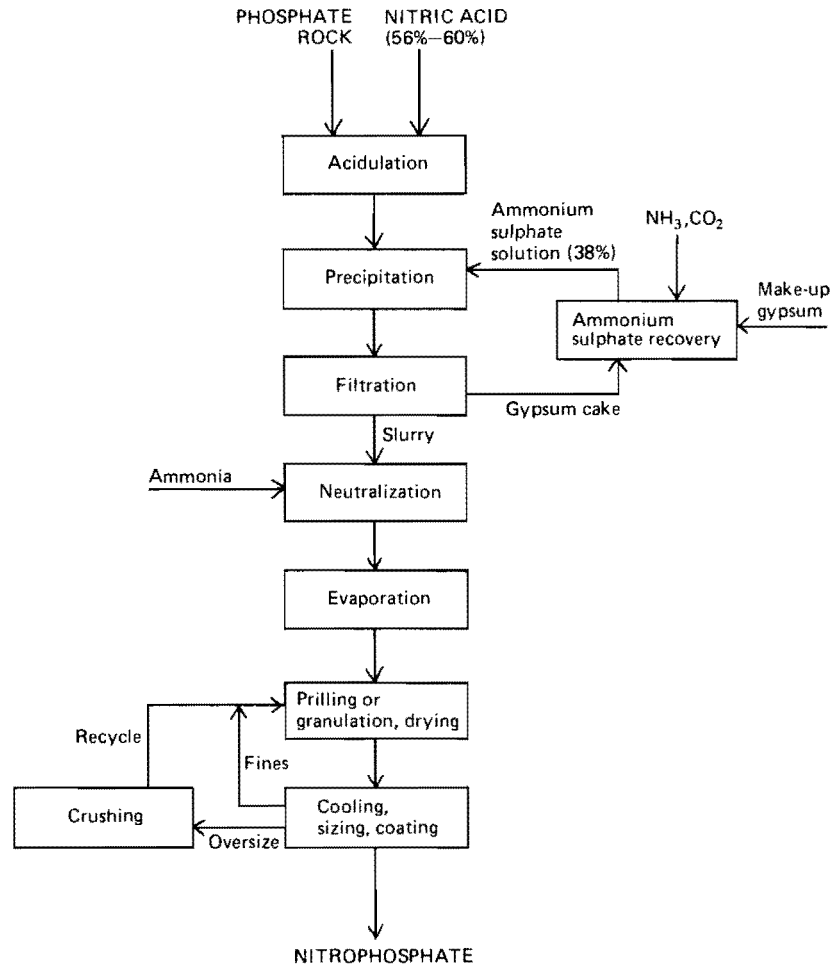 PHOSPHATE
ROCK
NITRIC ACID
(56%–60%)
Acidulation
Ammonium
sulphate
solution (38%)
NH₃,CO₂
Precipitation
Make-up
gypsum
Ammonium
sulphate recovery
Filtration
Gypsum cake
Slurry
Ammonia
Neutralization
Evaporation
Prilling or
granulation, drying
Recycle
Fines
Crushing
Cooling,
sizing, coating
Oversize
NITROPHOSPHATE